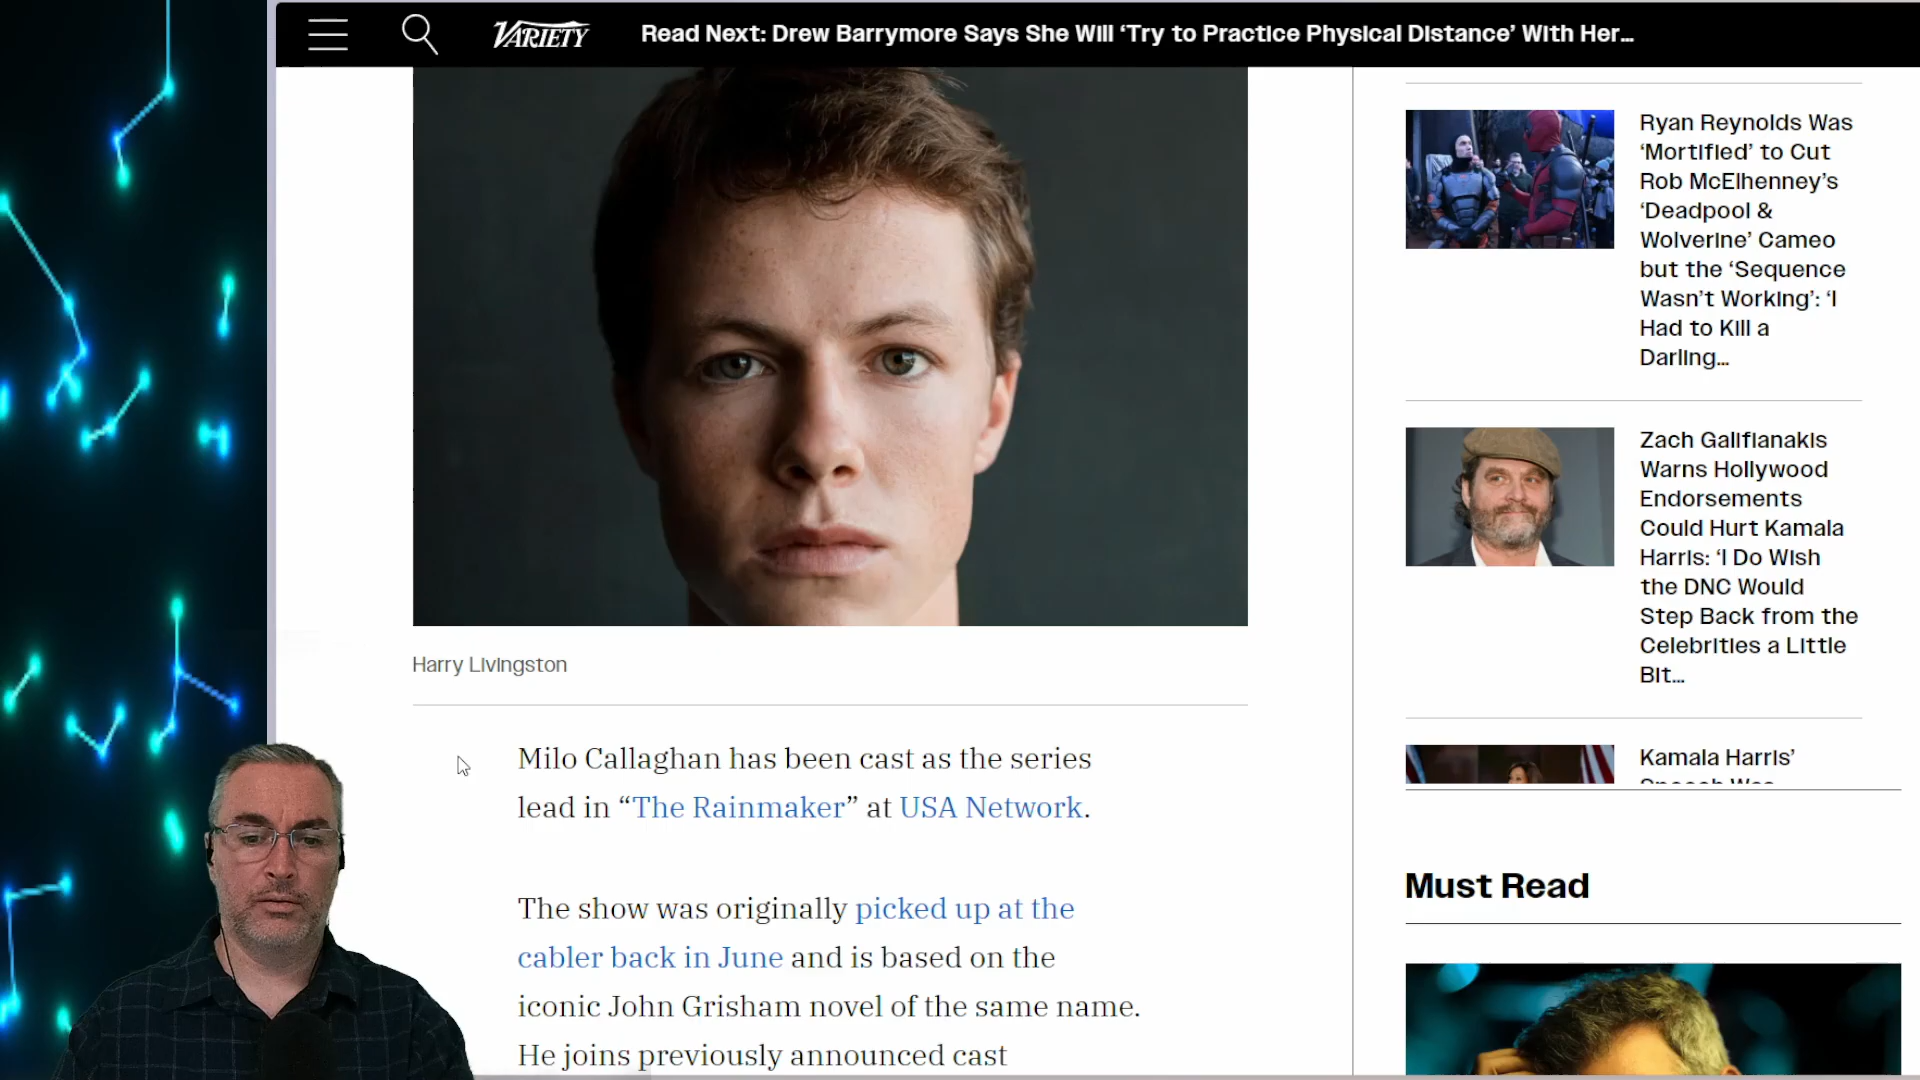 VARIETY
Read Next: Drew Barrymore Says She Will ‘Try to Practice Physical Distance’ With Her...
Harry Livingston
Milo Callaghan has been cast as the series
lead in “The Rainmaker” at USA Network.
The show was originally picked up at the
cabler back in June and is based on the
iconic John Grisham novel of the same name.
He joins previously announced cast
Ryan Reynolds Was
‘Mortified’ to Cut
Rob McElhenney’s
‘Deadpool &
Wolverine’ Cameo
but the ‘Sequence
Wasn’t Working’: ‘I
Had to Kill a
Darling...
Zach Galifianakis
Warns Hollywood
Endorsements
Could Hurt Kamala
Harris: ‘I Do Wish
the DNC Would
Step Back from the
Celebrities a Little
Bit...
Kamala Harris’
Speech Was
Must Read